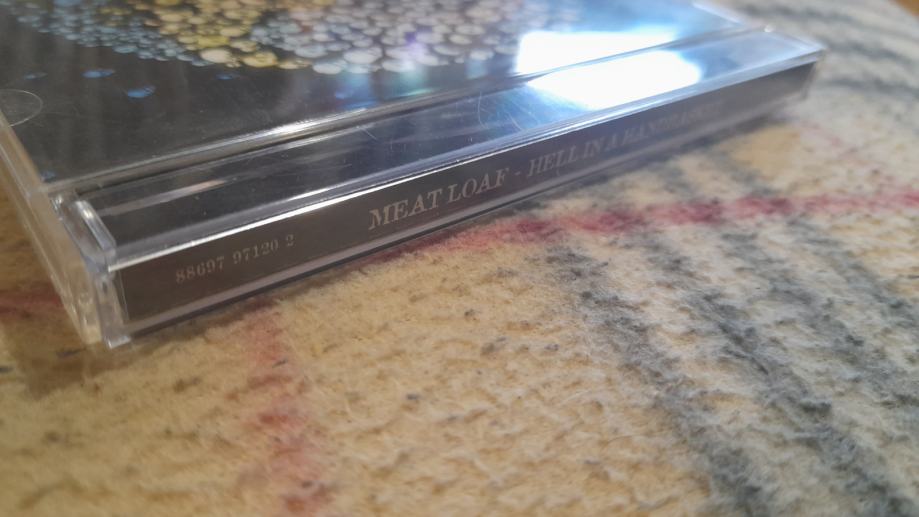 88697 97120 2
MEAT LOAF - HELL IN A HANDBASKET